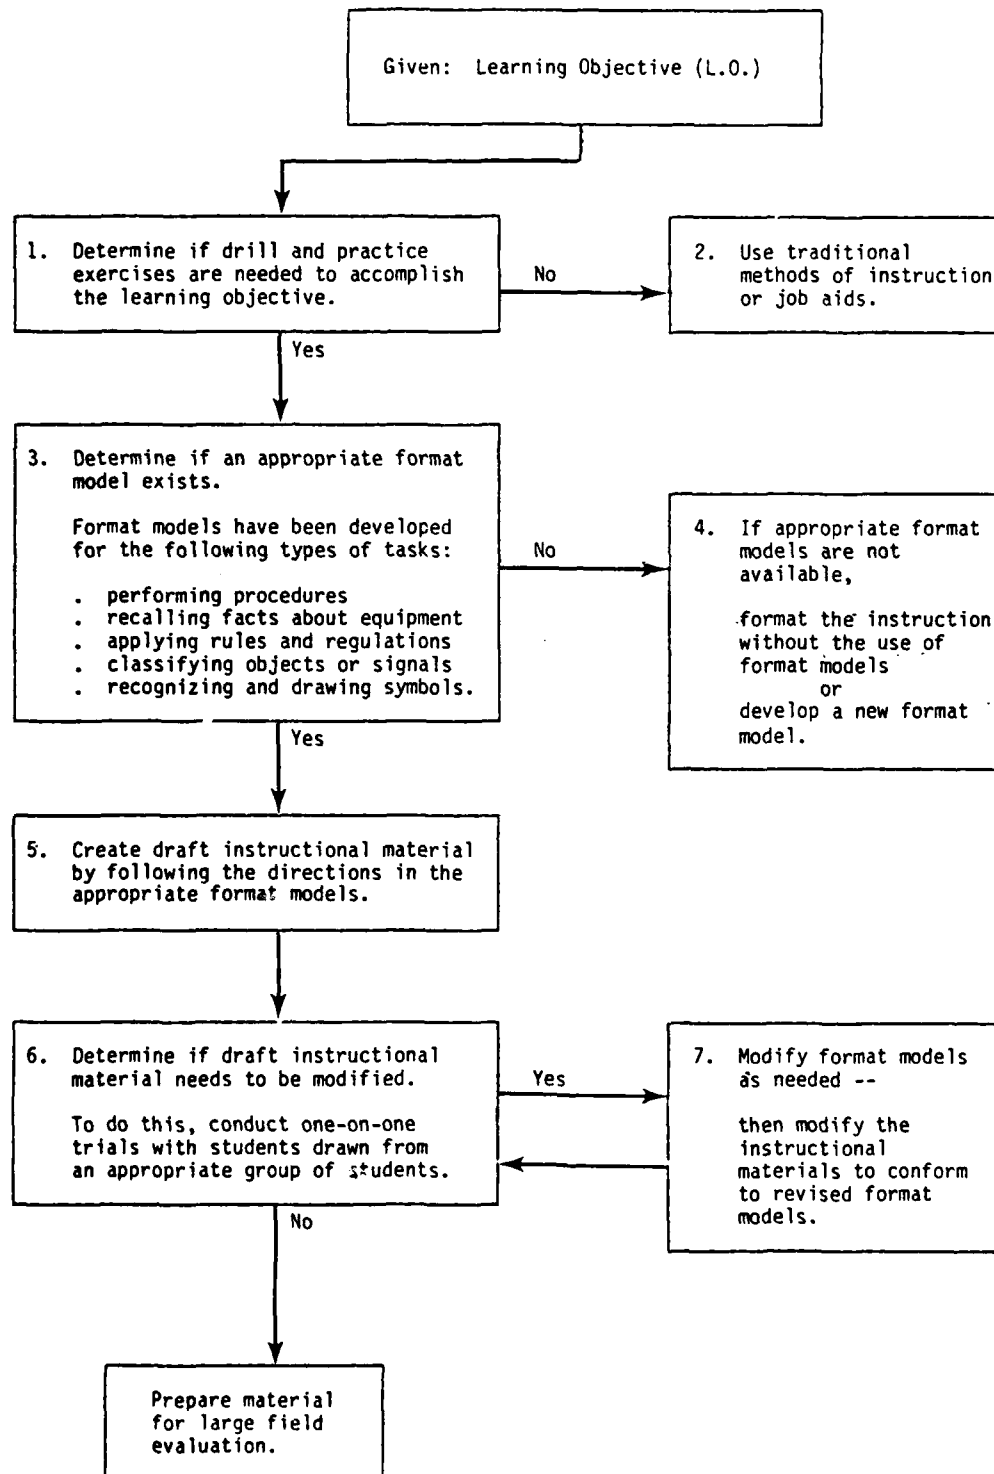 Given: Learning Objective (L.O.)
1. Determine if drill and practice
exercises are needed to accomplish
the learning objective.
No
2. Use traditional
methods of instruction
or job aids.
Yes
3. Determine if an appropriate format
model exists.
Format models have been developed
for the following types of tasks:
. performing procedures
. recalling facts about equipment
. applying rules and regulations
. classifying objects or signals
. recognizing and drawing symbols.
No
4. If appropriate format
models are not
available,
format the instruction
without the use of
format models
or
develop a new format
model.
Yes
5. Create draft instructional material
by following the directions in the
appropriate format models.
6. Determine if draft instructional
material needs to be modified.
To do this, conduct one-on-one
trials with students drawn from
an appropriate group of students.
Yes
7. Modify format models
as needed --
then modify the
instructional
materials to conform
to revised format
models.
No
Prepare material
for large field
evaluation.